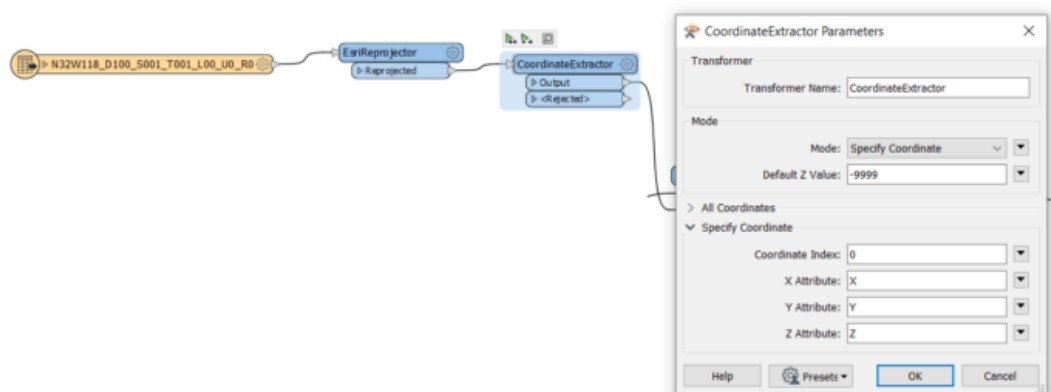 CoordinateExtractor Parameters
EsriReprojector
Transformer
N32W118_D100_S001_T001_L00_U0_R0
CoordinateExtractor
Reprojected
Transformer Name: CoordinateExtractor
Output
<Rejected>
Mode
Mode: Specify Coordinate
Default Z Value: -9999
All Coordinates
Specify Coordinate
Coordinate Index: 0
X Attribute: X
Y Attribute: Y
Z Attribute: Z
Help Presets OK Cancel